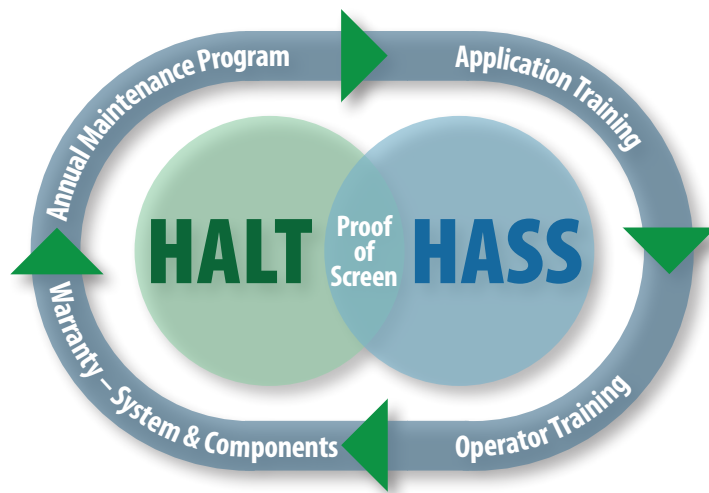 Annual Maintenance Program
Application Training
HALT
Proof
of
Screen
HASS
Warranty – System & Components
Operator Training